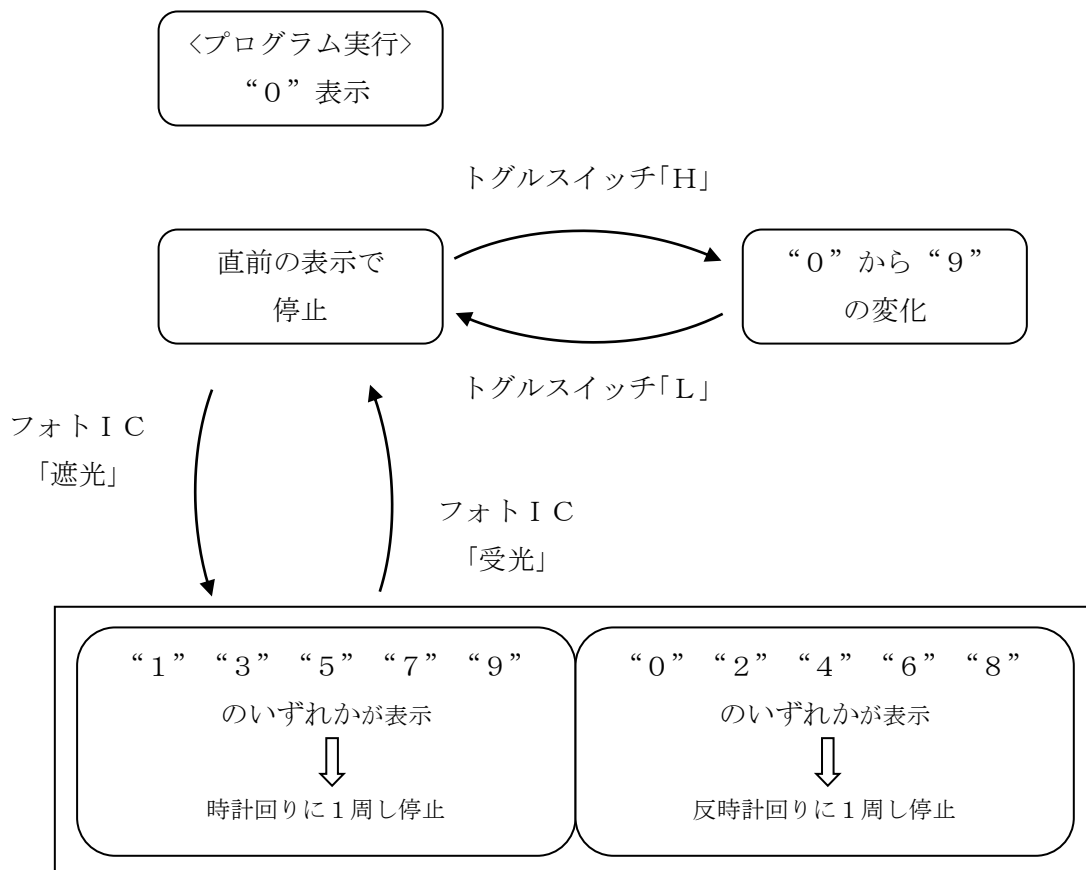 <プログラム実行>
“０”表示
トグルスイッチ「Ｈ」
直前の表示で
停止
“０”から“９”
の変化
トグルスイッチ「Ｌ」
フォトＩＣ
「遮光」
フォトＩＣ
「受光」
“１” “３” “５” “７” “９”
のいずれかが表示
時計回りに１周し停止
“０” “２” “４” “６” “８”
のいずれかが表示
反時計回りに１周し停止